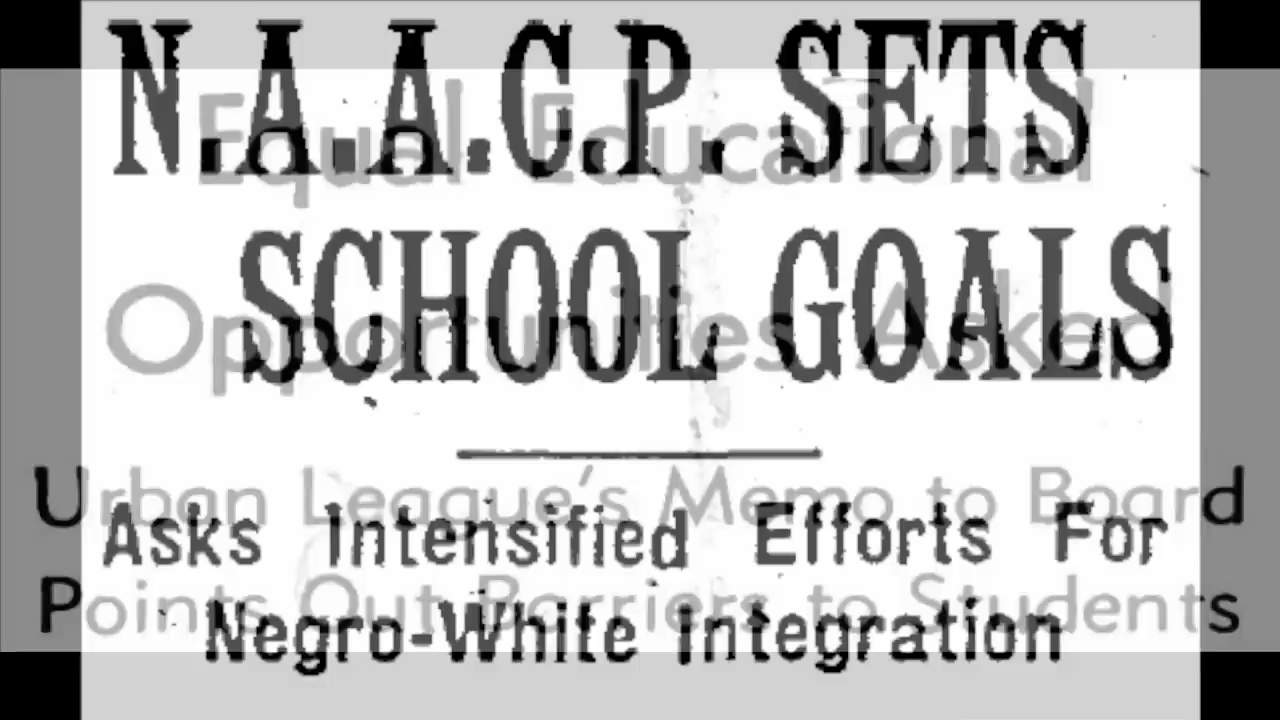 N.A.A.C.P. SETS
SCHOOL GOALS
Asks Intensified Efforts For
Negro-White Integration
Equal Educational
Opportunities Asked
Urban League's Memo to Board
Points Out Barriers to Students